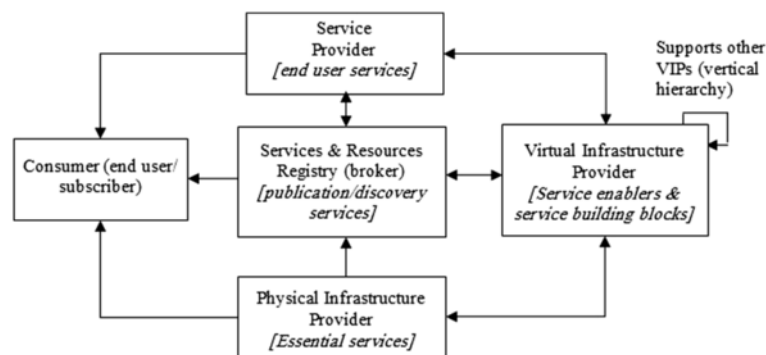 Service
Provider
[end user services]
Supports other
VIPs (vertical
hierarchy)
Consumer (end user/
subscriber)
Services & Resources
Registry (broker)
[publication/discovery
services]
Virtual Infrastructure
Provider
[Service enablers &
service building blocks]
Physical Infrastructure
Provider
[Essential services]